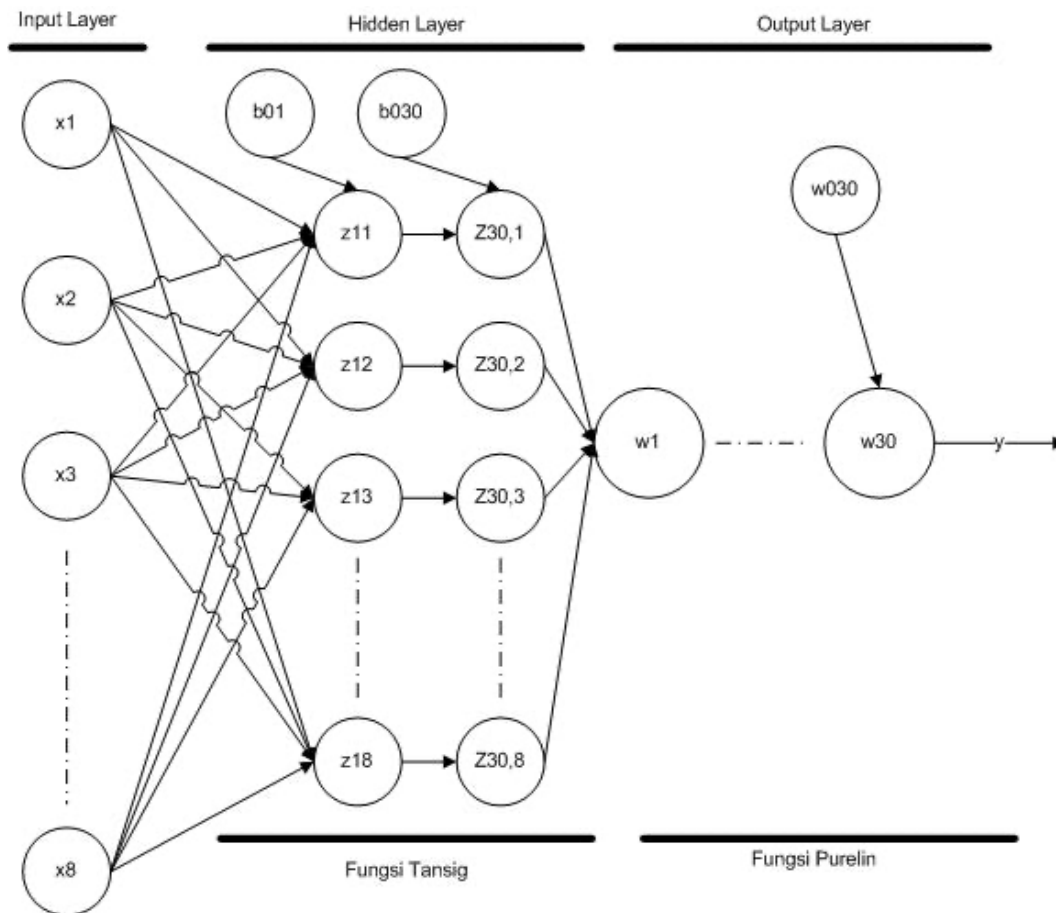 Input Layer
Hidden Layer
Output Layer
x1
b01
b030
w030
z11
Z30,1
x2
z12
Z30,2
w1
w30
y
x3
z13
Z30,3
z18
Z30,8
x8
Fungsi Tansig
Fungsi Purelin